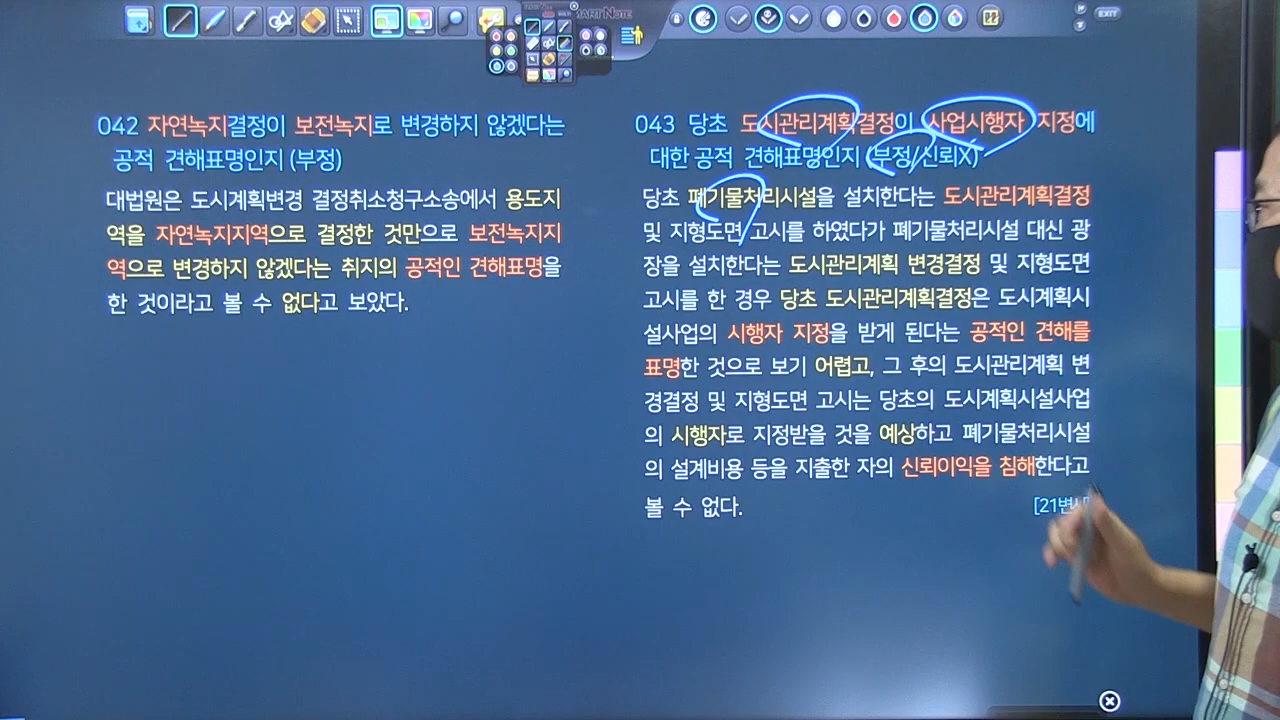 SMART NOTE
EXIT
042 자연녹지결정이 보전녹지로 변경하지 않겠다는
공적 견해표명인지 (부정)
대법원은 도시계획변경 결정취소청구소송에서 용도지
역을 자연녹지지역으로 결정한 것만으로 보전녹지지
역으로 변경하지 않겠다는 취지의 공적인 견해표명을
한 것이라고 볼 수 없다고 보았다.
043 당초 도시관리계획결정이 사업시행자 지정에
대한 공적 견해표명인지 (부정/신뢰X)
당초 폐기물처리시설을 설치한다는 도시관리계획결정
및 지형도면 고시를 하였다가 폐기물처리시설 대신 광
장을 설치한다는 도시관리계획 변경결정 및 지형도면
고시를 한 경우 당초 도시관리계획결정은 도시계획시
설사업의 시행자 지정을 받게 된다는 공적인 견해를
표명한 것으로 보기 어렵고, 그 후의 도시관리계획 변
경결정 및 지형도면 고시는 당초의 도시계획시설사업
의 시행자로 지정받을 것을 예상하고 폐기물처리시설
의 설계비용 등을 지출한 자의 신뢰이익을 침해한다고
볼 수 없다.